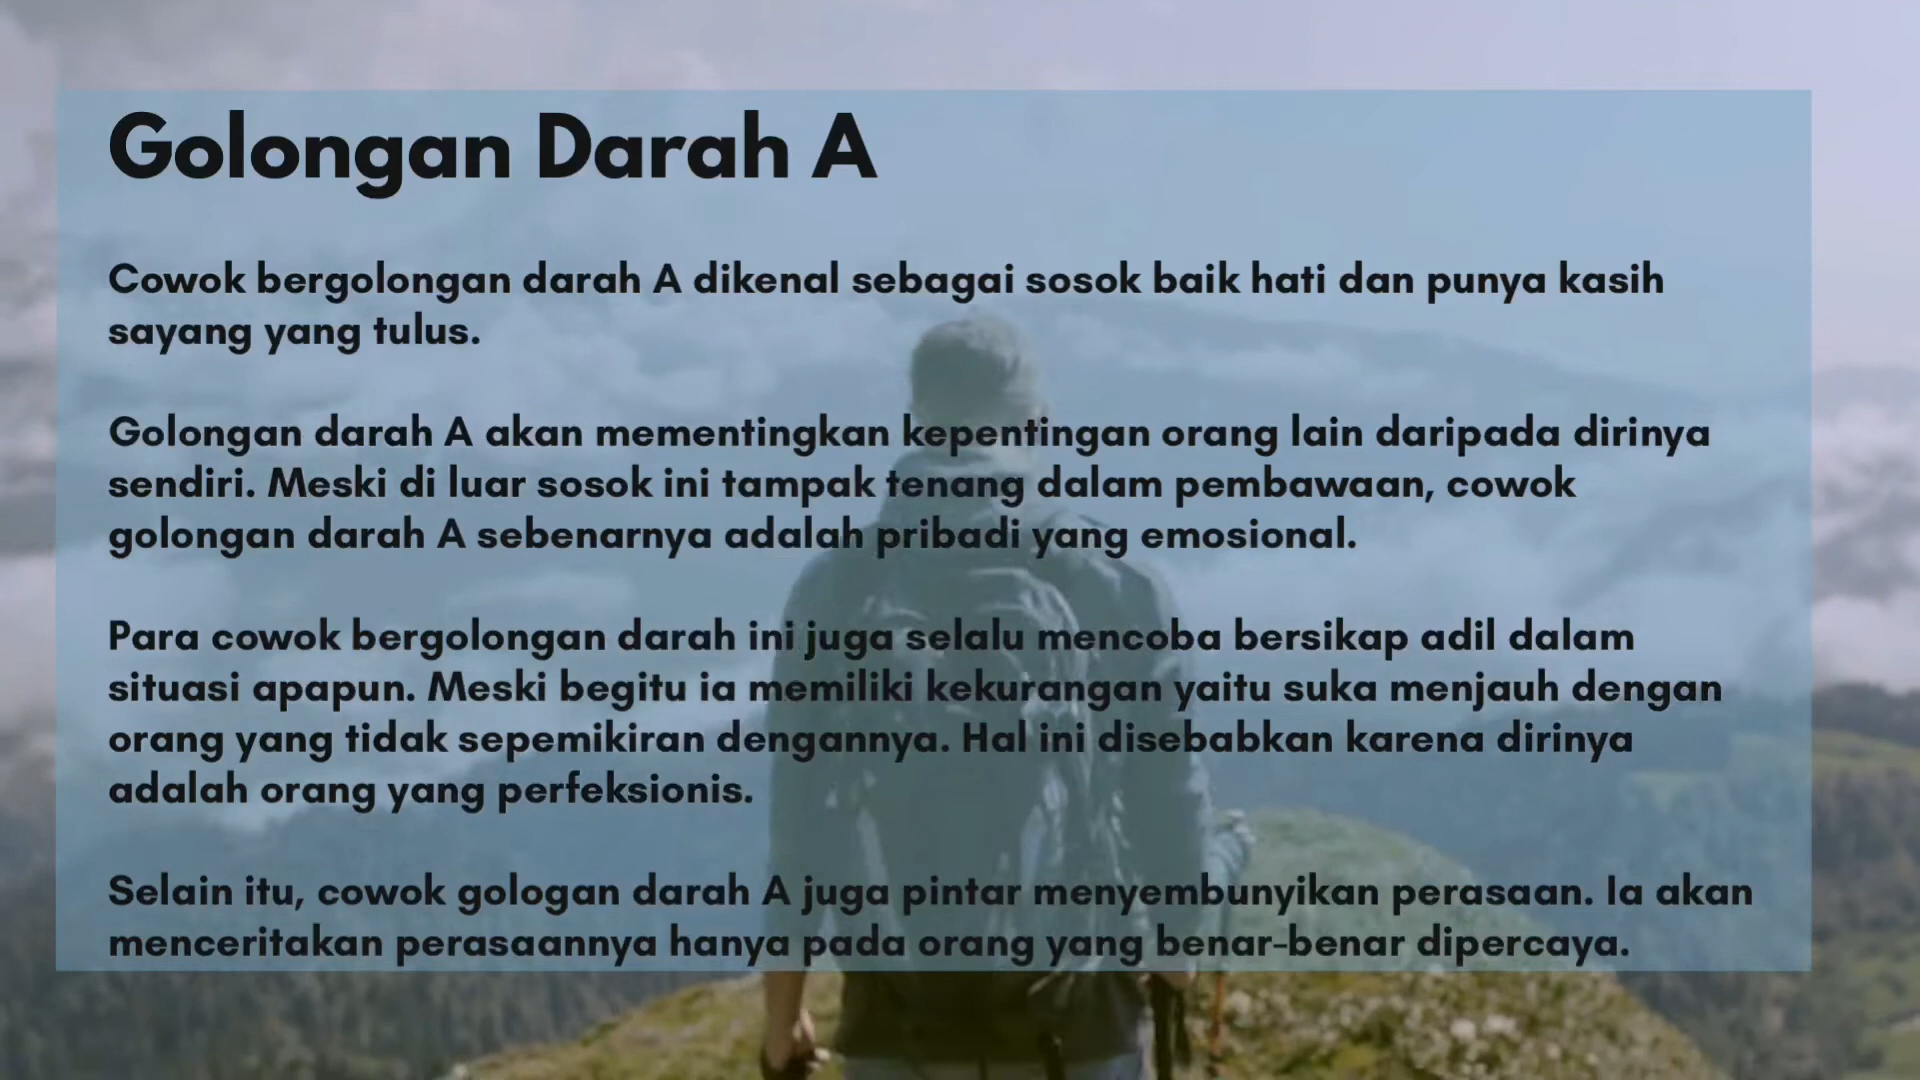 Golongan Darah A
Cowok bergolongan darah A dikenal sebagai sosok baik hati dan punya kasih
sayang yang tulus.
Golongan darah A akan mementingkan kepentingan orang lain daripada dirinya
sendiri. Meski di luar sosok ini tampak tenang dalam pembawaan, cowok
golongan darah A sebenarnya adalah pribadi yang emosional.
Para cowok bergolongan darah ini juga selalu mencoba bersikap adil dalam
situasi apapun. Meski begitu ia memiliki kekurangan yaitu suka menjauh dengan
orang yang tidak sepemikiran dengannya. Hal ini disebabkan karena dirinya
adalah orang yang perfeksionis.
Selain itu, cowok gologan darah A juga pintar menyembunyikan perasaan. Ia akan
menceritakan perasaannya hanya pada orang yang benar-benar dipercaya.